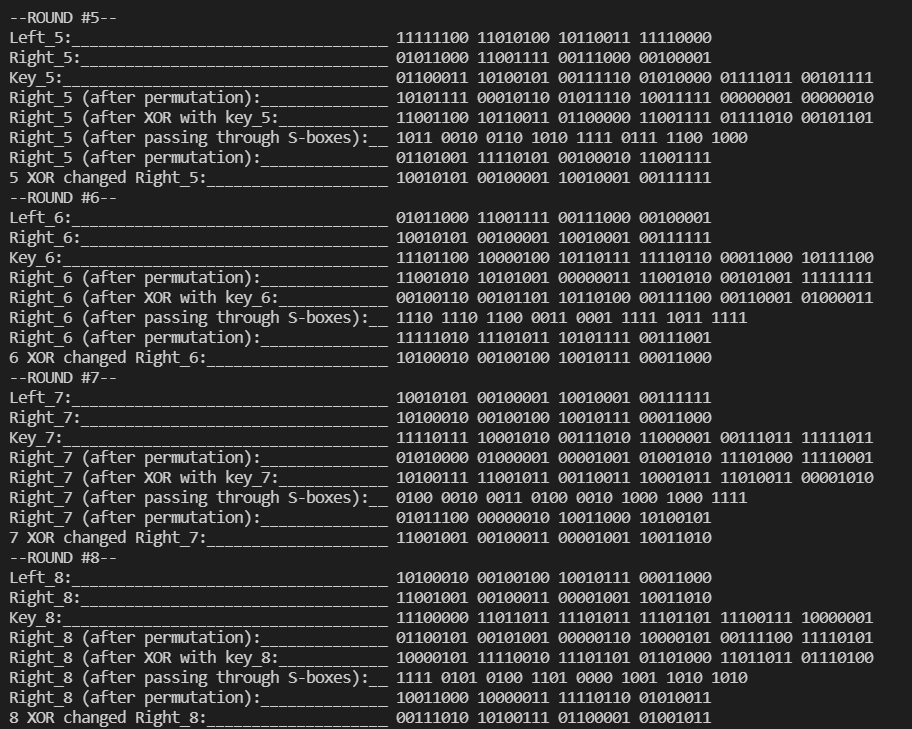 --ROUND #5--
Left_5:___________________________________ 11111100 11010100 10110011 11110000
Right_5:__________________________________ 01011000 11001111 00111000 00100001
Key_5:____________________________________ 01100011 10100101 00111110 01010000 01111011 00101111
Right_5 (after permutation):______________ 10101111 00010110 01011110 10011111 00000001 00000010
Right_5 (after XOR with key_5:____________ 11001100 10110011 01100000 11001111 01111010 00101101
Right_5 (after passing through S-boxes):__ 1011 0010 0110 1010 1111 0111 1100 1000
Right_5 (after permutation):______________ 01101001 11110101 00100010 11001111
5 XOR changed Right_5:____________________ 10010101 00100001 10010001 00111111
--ROUND #6--
Left_6:___________________________________ 01011000 11001111 00111000 00100001
Right_6:__________________________________ 10010101 00100001 10010001 00111111
Key_6:____________________________________ 11101100 10000100 10110111 11110110 00011000 10111100
Right_6 (after permutation):______________ 11001010 10101001 00000011 11001010 00101001 11111111
Right_6 (after XOR with key_6:____________ 00100110 00101101 10110100 00111100 00110001 01000011
Right_6 (after passing through S-boxes):__ 1110 1110 1100 0011 0001 1111 1011 1111
Right_6 (after permutation):______________ 11111010 11101011 10101111 00111001
6 XOR changed Right_6:____________________ 10100010 00100100 10010111 00011000
--ROUND #7--
Left_7:___________________________________ 10010101 00100001 10010001 00111111
Right_7:__________________________________ 10100010 00100100 10010111 00011000
Key_7:____________________________________ 11110111 10001010 00111010 11000001 00111011 11111011
Right_7 (after permutation):______________ 01010000 01000001 00001001 01001010 11101000 11110001
Right_7 (after XOR with key_7:____________ 10100111 11001011 00110011 10001011 11010011 00001010
Right_7 (after passing through S-boxes):__ 0100 0010 0011 0100 0010 1000 1000 1111
Right_7 (after permutation):______________ 01011100 00000010 10011000 10100101
7 XOR changed Right_7:____________________ 11001001 00100011 00001001 10011010
--ROUND #8--
Left_8:___________________________________ 10100010 00100100 10010111 00011000
Right_8:__________________________________ 11001001 00100011 00001001 10011010
Key_8:____________________________________ 11100000 11011011 11101011 11101101 11100111 10000001
Right_8 (after permutation):______________ 01100101 00101001 00000110 10000101 00111100 11110101
Right_8 (after XOR with key_8:____________ 10000101 11110010 11101101 01101000 11011011 01110100
Right_8 (after passing through S-boxes):__ 1111 0101 0100 1101 0000 1001 1010 1010
Right_8 (after permutation):______________ 10011000 10000011 11110110 01010011
8 XOR changed Right_8:____________________ 00111010 10100111 01100001 01001011